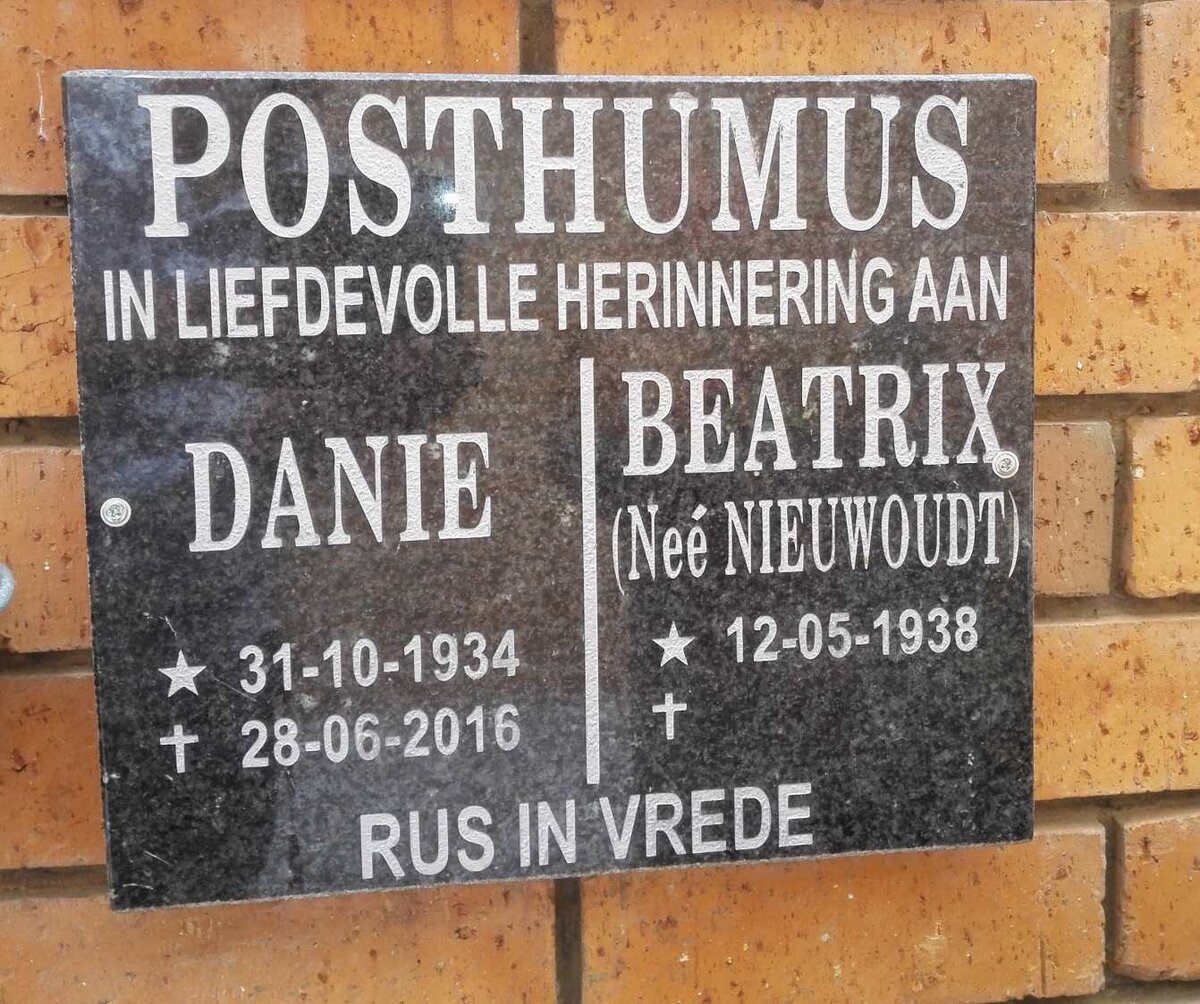 POSTHUMUS
IN LIEFDEVOLLE HERINNERING AAN
DANIE
★ 31-10-1934
✝ 28-06-2016
BEATRIX
(Neé NIEUWOUDT)
★ 12-05-1938
✝
RUS IN VREDE